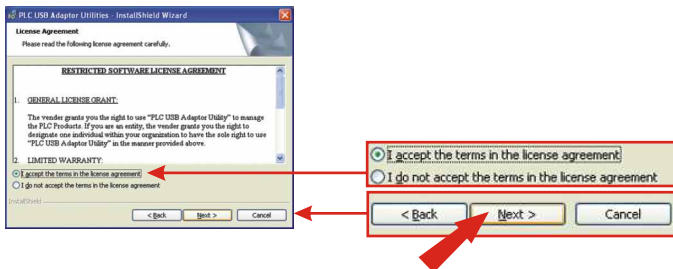 PLC USB Adaptor Utilities - InstallShield Wizard
License Agreement
Please read the following license agreement carefully.
RESTRICTED SOFTWARE LICENSE AGREEMENT
1. GENERAL LICENSE GRANT:
The vender grants you the right to use "PLC USB Adaptor Utility" to manage
the PLC Products. If you are an entity, the vender grants you the right to
designate one individual within your organization to have the sole right to use
"PLC USB Adaptor Utility" in the manner provided above.
2. LIMITED WARRANTY:
I accept the terms in the license agreement
I do not accept the terms in the license agreement
InstallShield
< Back Next > Cancel
I accept the terms in the license agreement
I do not accept the terms in the license agreement
< Back Next > Cancel